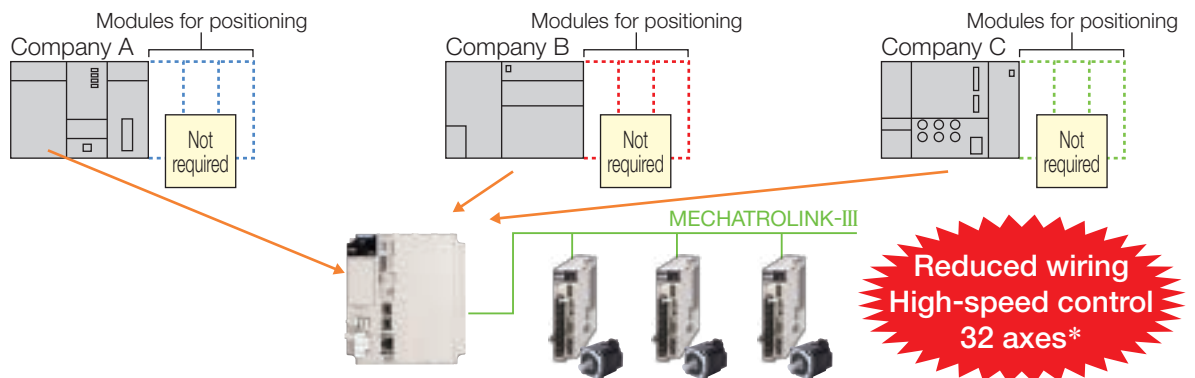 Modules for positioning
Company A
Not
required
Modules for positioning
Company B
Not
required
Modules for positioning
Company C
Not
required
MECHATROLINK-III
Reduced wiring
High-speed control
32 axes*